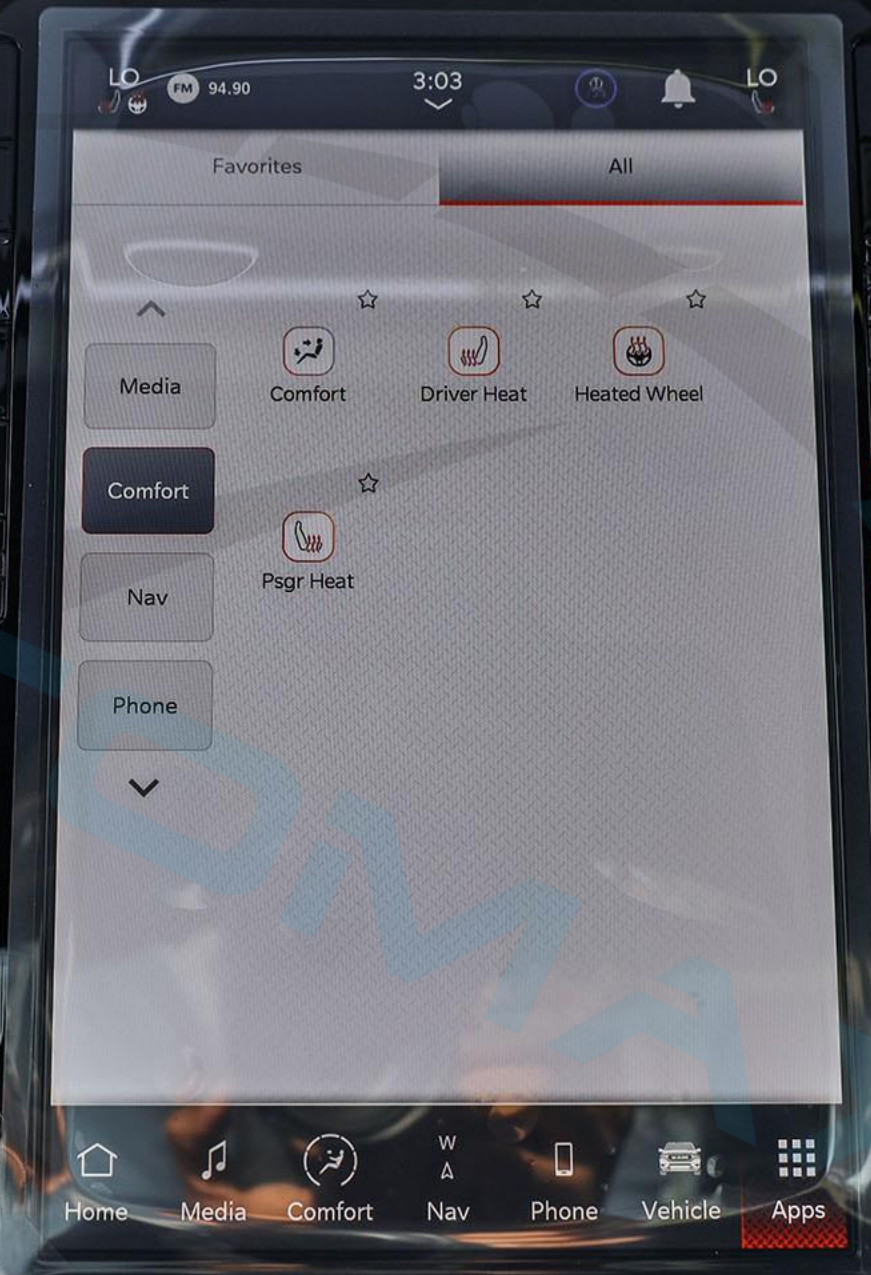 LO FM 94.90 3:03 LO
Favorites All
Media
Comfort Driver Heat Heated Wheel
Comfort
Nav
Psgr Heat
Phone
W
Home Media Comfort Nav Phone Vehicle Apps